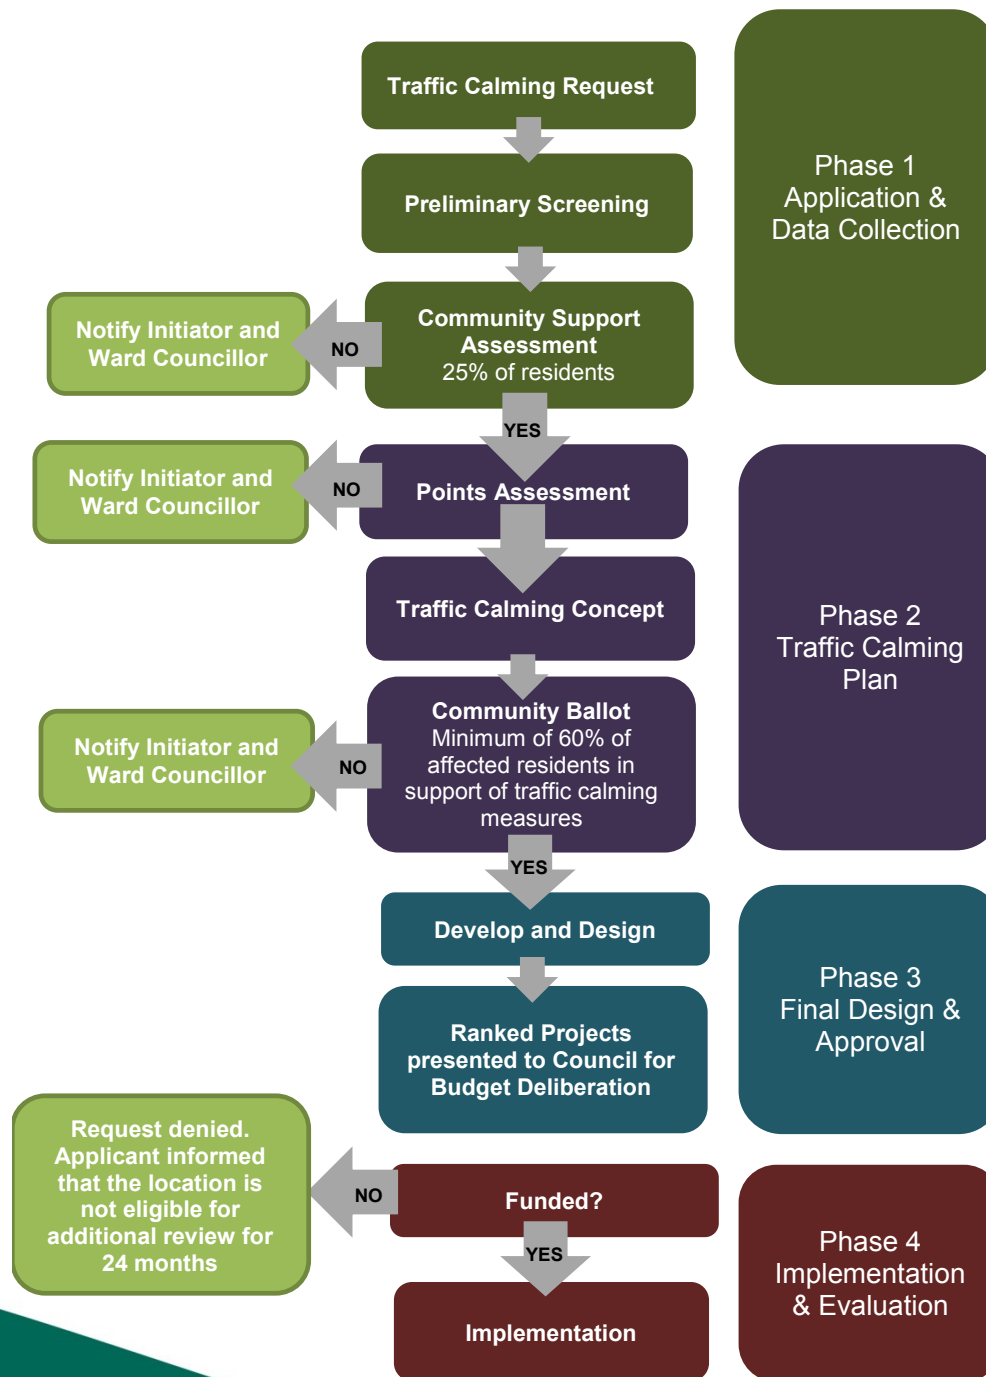 Traffic Calming Request
Preliminary Screening
Phase 1
Application &
Data Collection
Community Support
Assessment
25% of residents
NO
Notify Initiator and
Ward Councillor
YES
Points Assessment
NO
Notify Initiator and
Ward Councillor
Traffic Calming Concept
Phase 2
Traffic Calming
Plan
Community Ballot
Minimum of 60% of
affected residents in
support of traffic calming
measures
NO
Notify Initiator and
Ward Councillor
YES
Develop and Design
Phase 3
Final Design &
Approval
Ranked Projects
presented to Council for
Budget Deliberation
Funded?
NO
Request denied.
Applicant informed
that the location is
not eligible for
additional review for
24 months
YES
Phase 4
Implementation
& Evaluation
Implementation